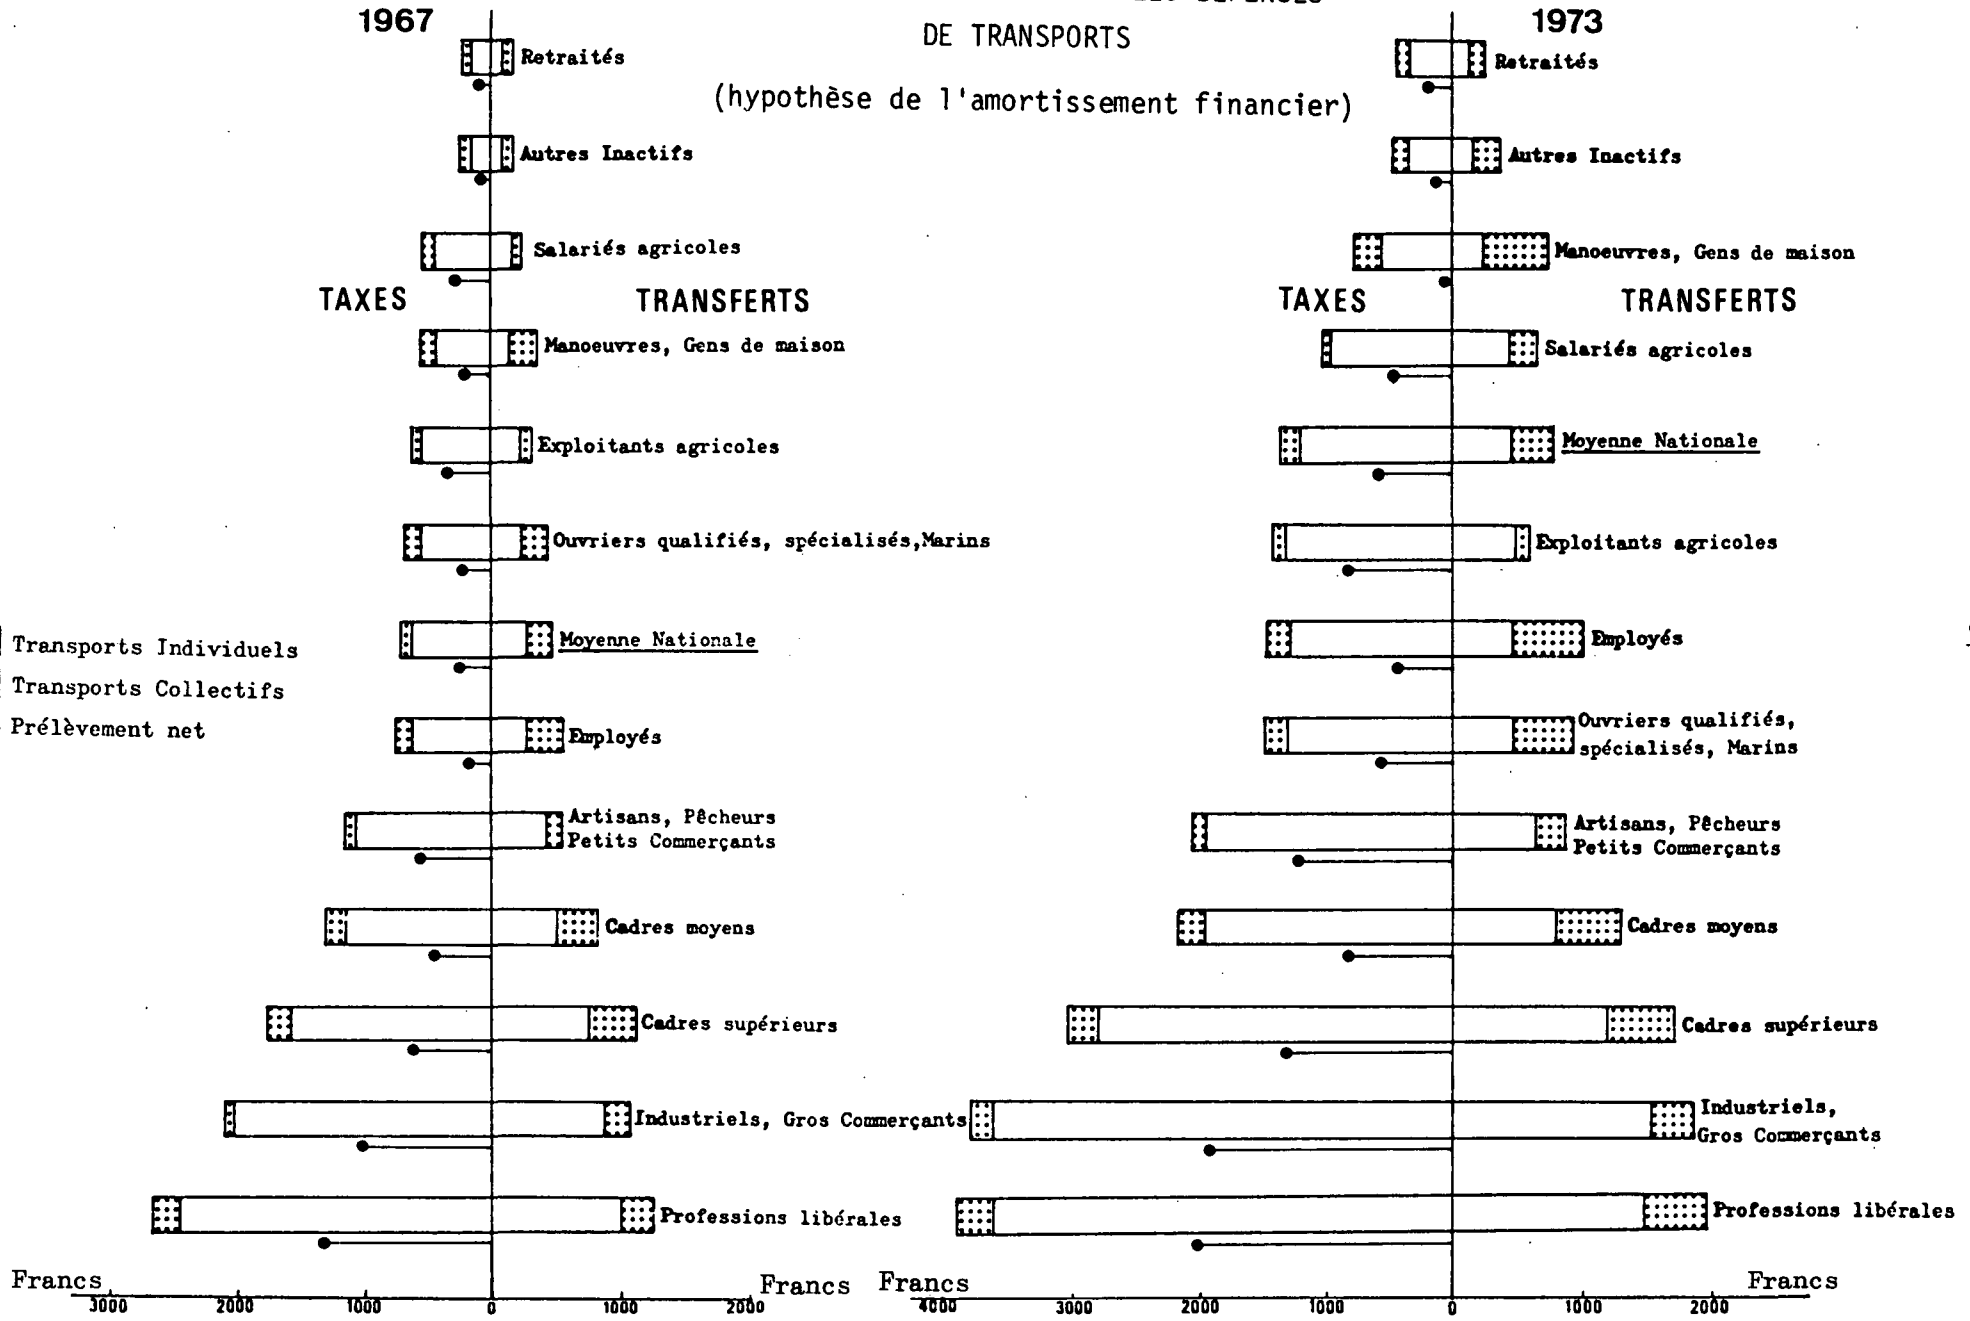 1967
DE TRANSPORTS
(hypothèse de l'amortissement financier)
1973
Retraités
Autres Inactifs
Salariés agricoles
TAXES TRANSFERTS
Manoeuvres, Gens de maison
Exploitants agricoles
Ouvriers qualifiés, spécialisés,Marins
Moyenne Nationale
Employés
Artisans, Pêcheurs
Petits Commerçants
Cadres moyens
Cadres supérieurs
Industriels, Gros Commerçants
Professions libérales
Transports Individuels
Transports Collectifs
Prélèvement net
Francs Francs
3000 2000 1000 0 1000 2000
Retraités
Autres Inactifs
Manoeuvres, Gens de maison
TAXES TRANSFERTS
Salariés agricoles
Moyenne Nationale
Exploitants agricoles
Employés
Ouvriers qualifiés,
spécialisés, Marins
Artisans, Pêcheurs
Petits Commerçants
Cadres moyens
Cadres supérieurs
Industriels,
Gros Commerçants
Professions libérales
Francs Francs
4000 3000 2000 1000 0 1000 2000